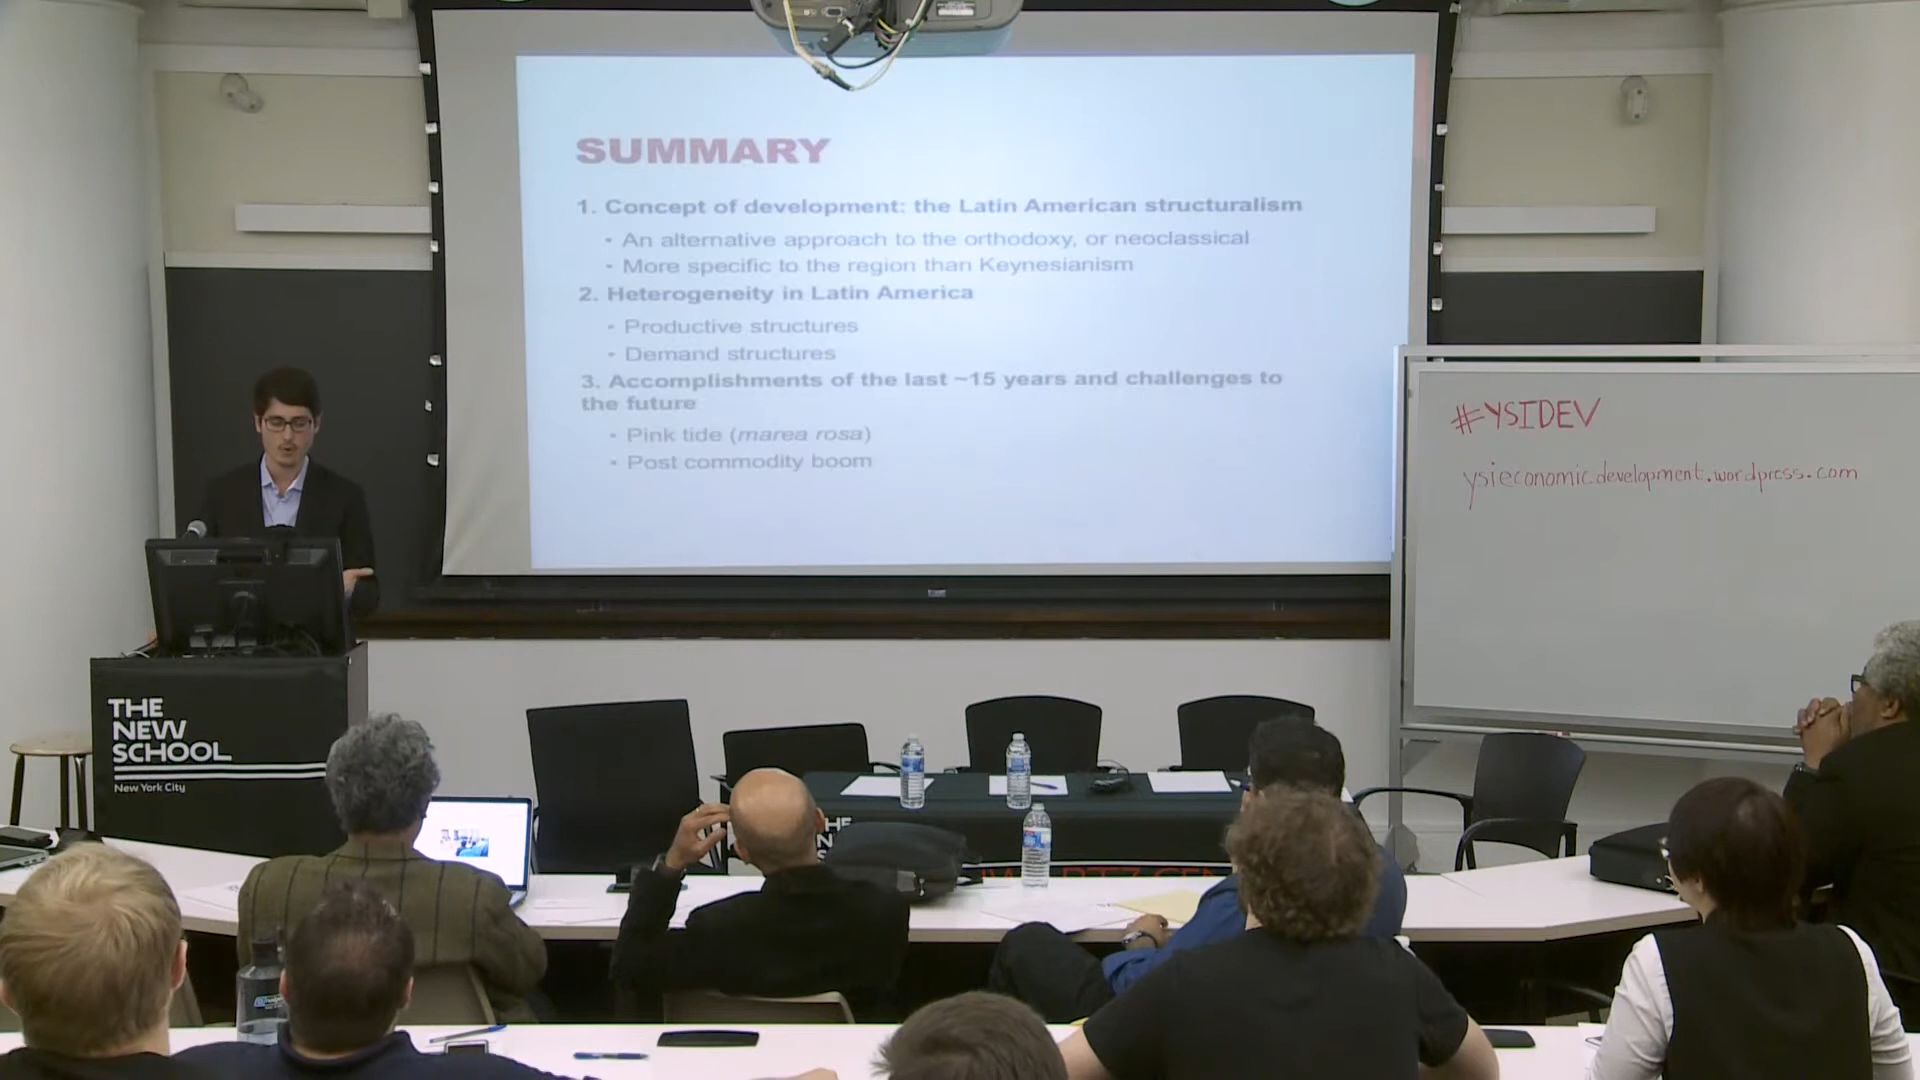 SUMMARY
1. Concept of development: the Latin American structuralism
• An alternative approach to the orthodoxy, or neoclassical
• More specific to the region than Keynesianism
2. Heterogeneity in Latin America
• Productive structures
• Demand structures
3. Accomplishments of the last ~15 years and challenges to
the future
• Pink tide (marea rosa)
• Post commodity boom
#YSIDEV
ysieconomicdevelopment.wordpress.com
THE
NEW
SCHOOL
New York City